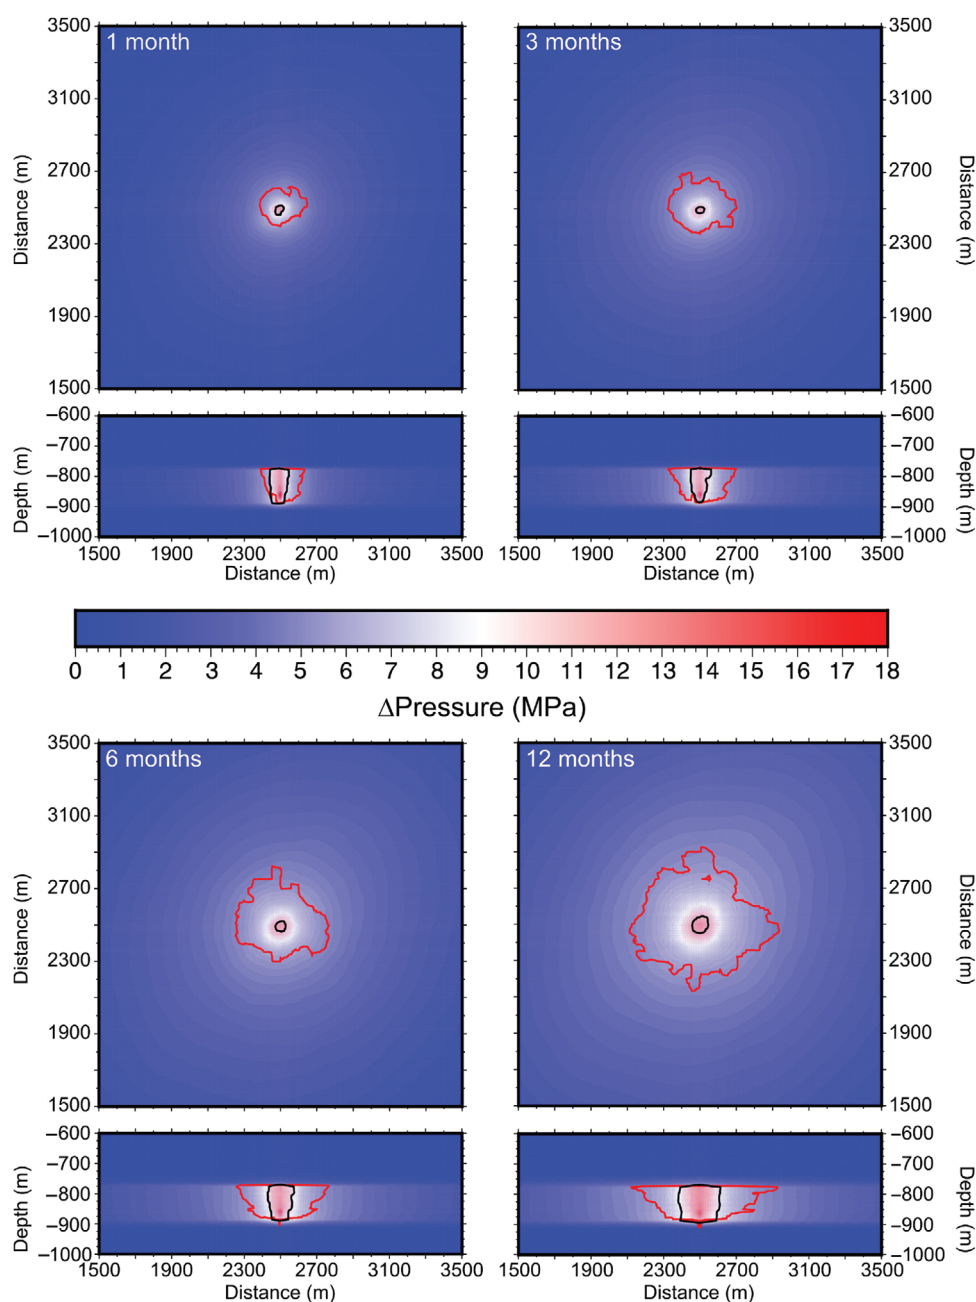 1 month
3 months
3500
3100
2700
2300
1900
1500
Distance (m)
3500
3100
2700
2300
1900
1500
Distance (m)
−600
−700
−800
−900
−1000
Depth (m)
1500 1900 2300 2700 3100
Distance (m)
−600
−700
−800
−900
−1000
Depth (m)
1500 1900 2300 2700 3100 3500
Distance (m)
0 1 2 3 4 5 6 7 8 9 10 11 12 13 14 15 16 17 18
ΔPressure (MPa)
6 months
12 months
3500
3100
2700
2300
1900
1500
Distance (m)
3500
3100
2700
2300
1900
1500
Distance (m)
−600
−700
−800
−900
−1000
Depth (m)
1500 1900 2300 2700 3100
Distance (m)
−600
−700
−800
−900
−1000
Depth (m)
1500 1900 2300 2700 3100 3500
Distance (m)